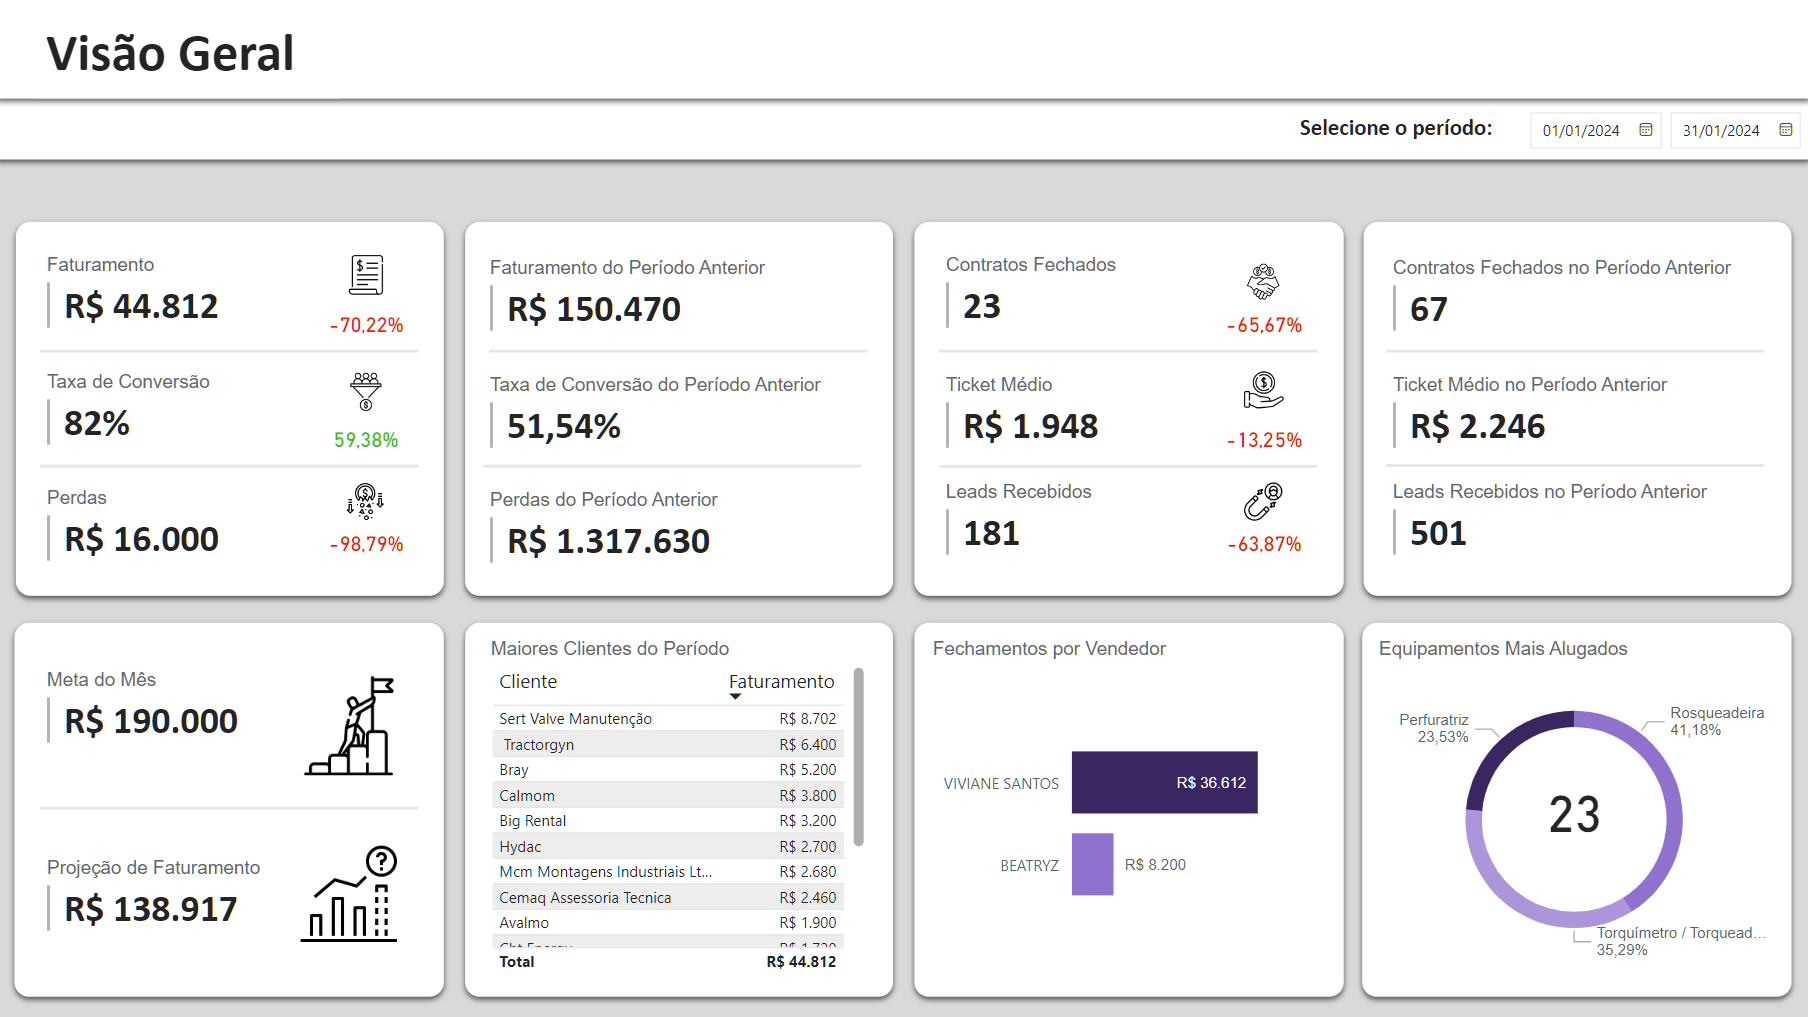 Visão Geral
Selecione o período:
01/01/2024
31/01/2024
Faturamento
R$ 44.812
-70,22%
Taxa de Conversão
82%
59,38%
Perdas
R$ 16.000
-98,79%
Faturamento do Período Anterior
R$ 150.470
Taxa de Conversão do Período Anterior
51,54%
Perdas do Período Anterior
R$ 1.317.630
Contratos Fechados
23
-65,67%
Ticket Médio
R$ 1.948
-13,25%
Leads Recebidos
181
-63,87%
Contratos Fechados no Período Anterior
67
Ticket Médio no Período Anterior
R$ 2.246
Leads Recebidos no Período Anterior
501
Meta do Mês
R$ 190.000
Projeção de Faturamento
R$ 138.917
Maiores Clientes do Período
Cliente Faturamento
Sert Valve Manutenção R$ 8.702
Tractorgyn R$ 6.400
Bray R$ 5.200
Calmom R$ 3.800
Big Rental R$ 3.200
Hydac R$ 2.700
Mcm Montagens Industriais Lt... R$ 2.680
Cemaq Assessoria Tecnica R$ 2.460
Avalmo R$ 1.900
Total R$ 44.812
Fechamentos por Vendedor
VIVIANE SANTOS R$ 36.612
BEATRYZ R$ 8.200
Equipamentos Mais Alugados
Perfuratriz
23,53%
Rosqueadeira
41,18%
23
Torquímetro / Torquead...
35,29%